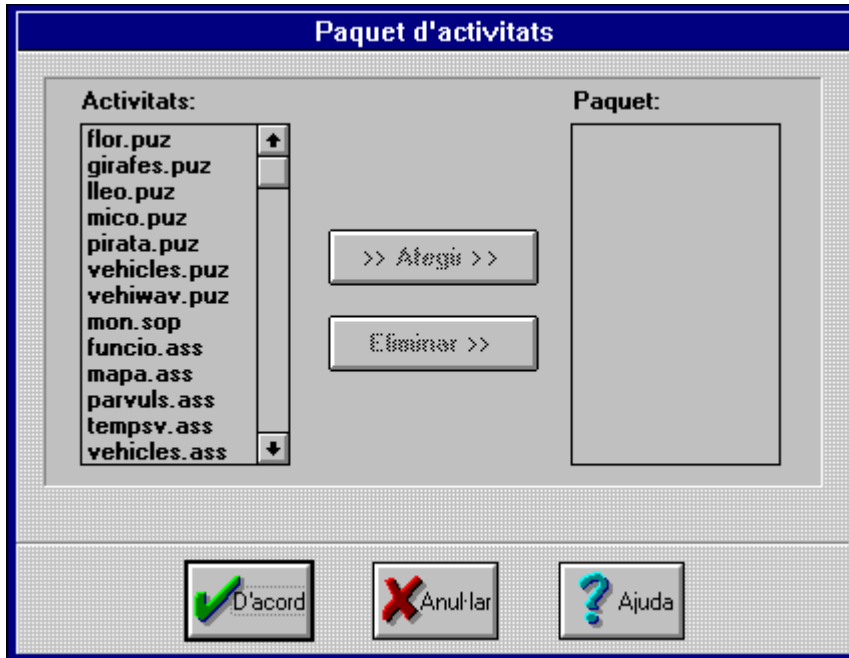 Paquet d'activitats
Activitats:
flor.puz
girafes.puz
lleo.puz
mico.puz
pirata.puz
vehicles.puz
vehiwav.puz
mon.sop
funcio.ass
mapa.ass
parvuls.ass
tempsv.ass
vehicles.ass
>> Afegir >>
Eliminar >>
Paquet:
D'acord
Anul·lar
Ajuda